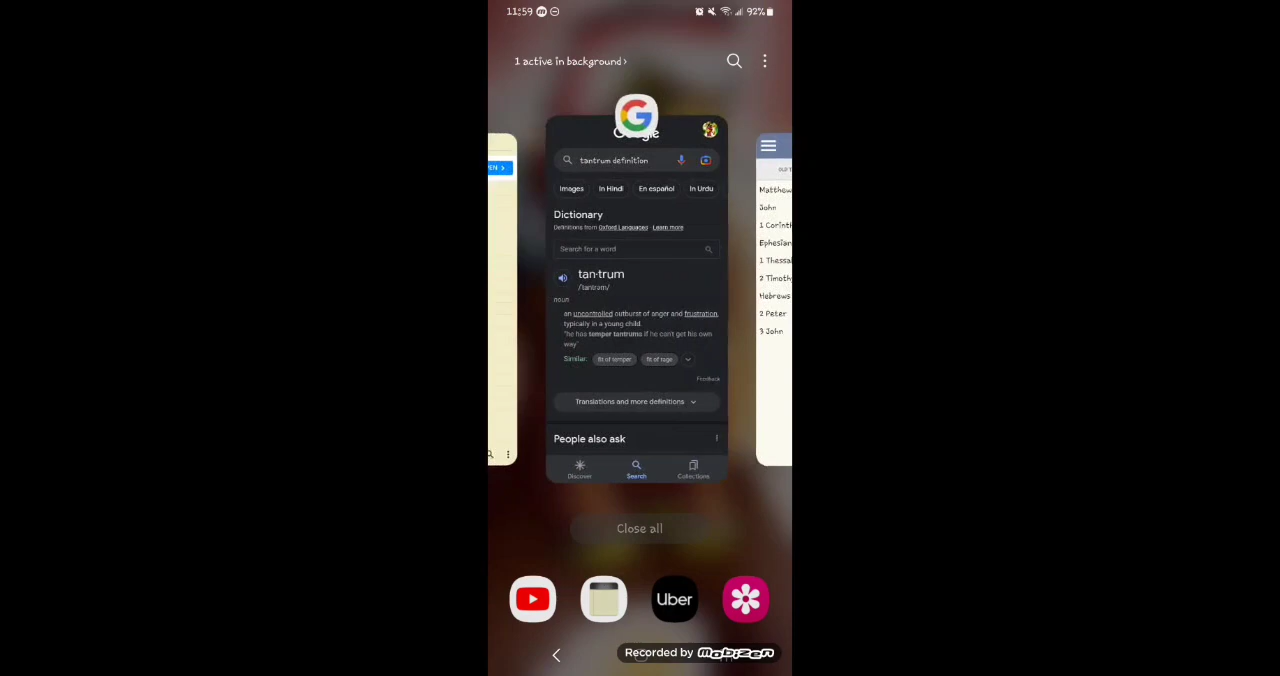 11:59
92%
1 active in background ›
EN ›
Google
tantrum definition
Images In Hindi En español In Urdu
Dictionary
Definitions from Oxford Languages · Learn more
Search for a word
tan·trum
/ˈtantrəm/
noun
an uncontrolled outburst of anger and frustration,
typically in a young child.
"he has temper tantrums if he can't get his own
way"
Similar: fit of temper fit of rage
Feedback
Translations and more definitions
People also ask
Discover Search Collections
Matthew
John
1 Corint
Ephesian
1 Thessal
2 Timoth
Hebrews
2 Peter
3 John
Close all
Uber
Recorded by mobizen